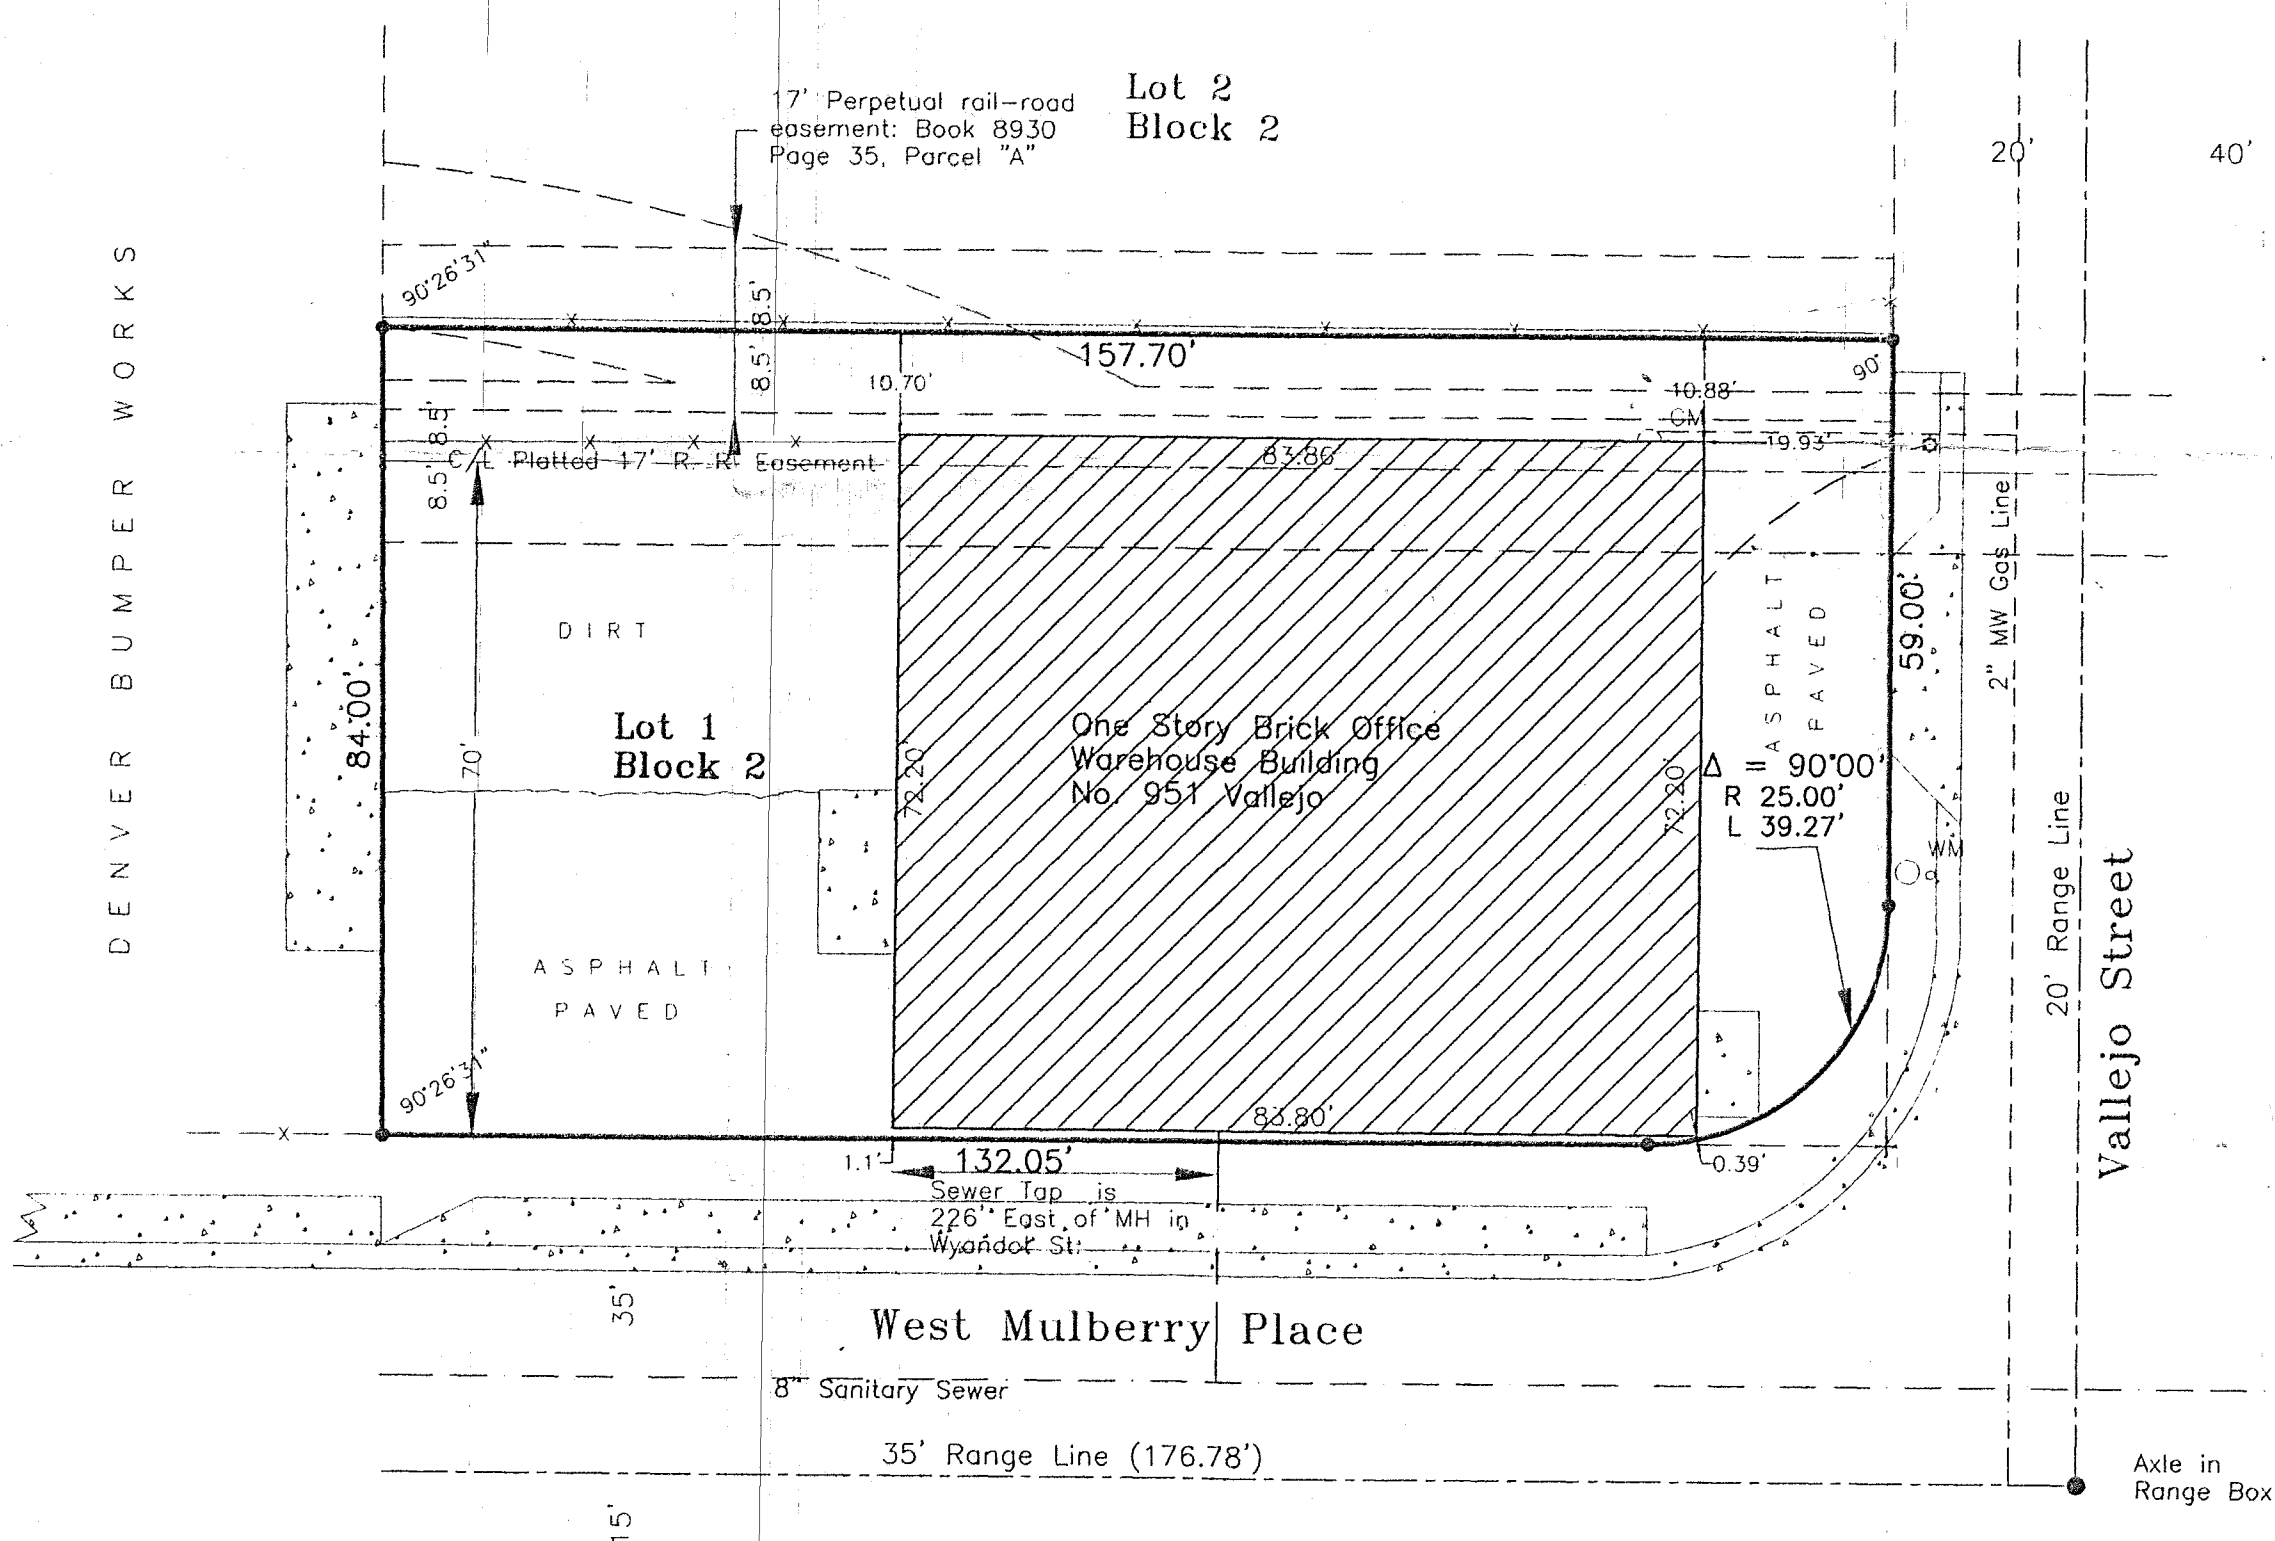 Lot 2
Block 2
17' Perpetual rail-road
easement: Book 8930
Page 35, Parcel "A"
20'
40'
DENVER BUMPER WORKS
90°26'31"
8.5'
8.5'
157.70'
90°
10.70'
10.88'
GM
19.93'
8.5'
8.5'
C/L Platted 17' R. R. Easement
83.86
2" MW Gas Line
59.00'
ASPHALT
PAVED
DIRT
84.00'
70'
Lot 1
Block 2
72.20'
One Story Brick Office
Warehouse Building
No. 951 Vallejo
72.20'
Δ = 90°00'
R 25.00'
L 39.27'
WM
20' Range Line
Vallejo Street
ASPHALT
PAVED
90°26'31"
83.80'
1.1'
132.05'
0.39'
Sewer Tap is
226' East of MH in
Wyandot St.
35'
West Mulberry Place
8" Sanitary Sewer
35' Range Line (176.78')
15'
Axle in
Range Box